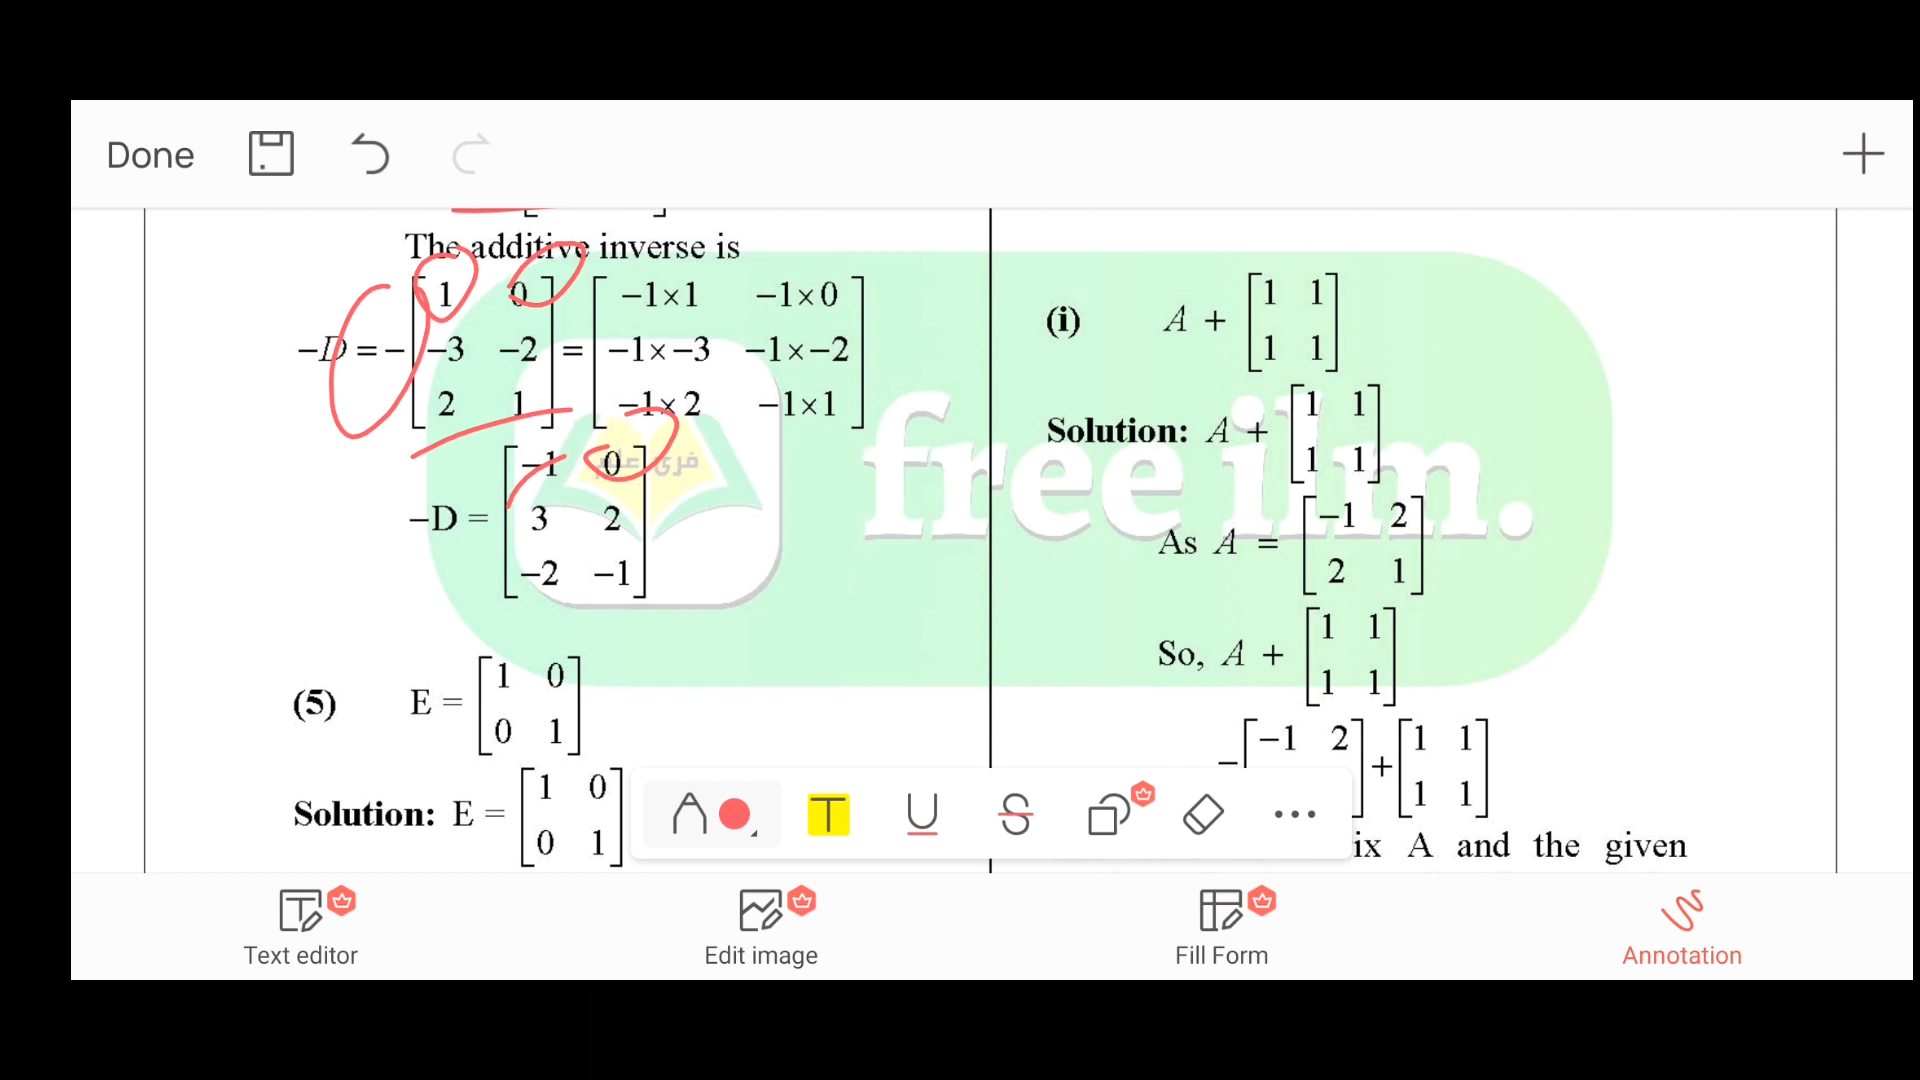 Done
The additive inverse is
−D = −[1 0; −3 −2; 2 1] = [−1×1 −1×0; −1×−3 −1×−2; −1×2 −1×1]
−D = [−1 0; 3 2; −2 −1]
(5) E = [1 0; 0 1]
Solution: E = [1 0; 0 1]
(i) A + [1 1; 1 1]
Solution: A + [1 1; 1 1]
As A = [−1 2; 2 1]
So, A + [1 1; 1 1]
[−1 2 + [1 1; 1 1]
ix A and the given
فری علم
free ilm.
T U S
Text editor
Edit image
Fill Form
Annotation